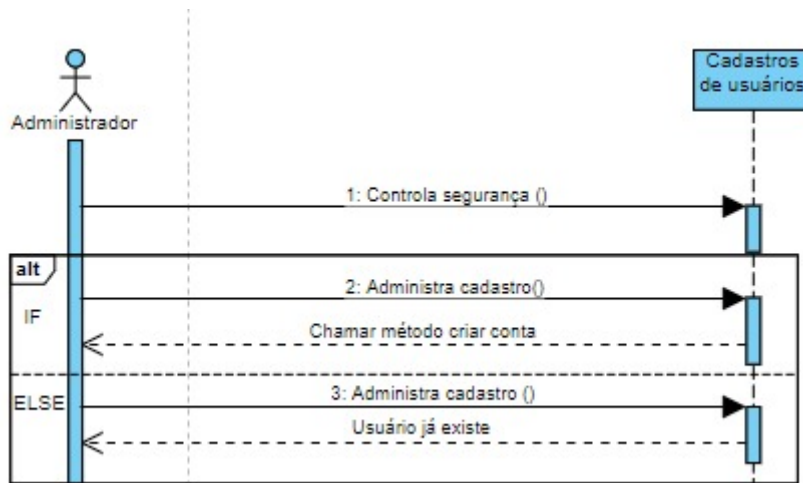 Cadastros
de usuários
Administrador
1: Controla segurança ()
alt
2: Administra cadastro()
IF
Chamar método criar conta
3: Administra cadastro ()
ELSE
Usuário já existe